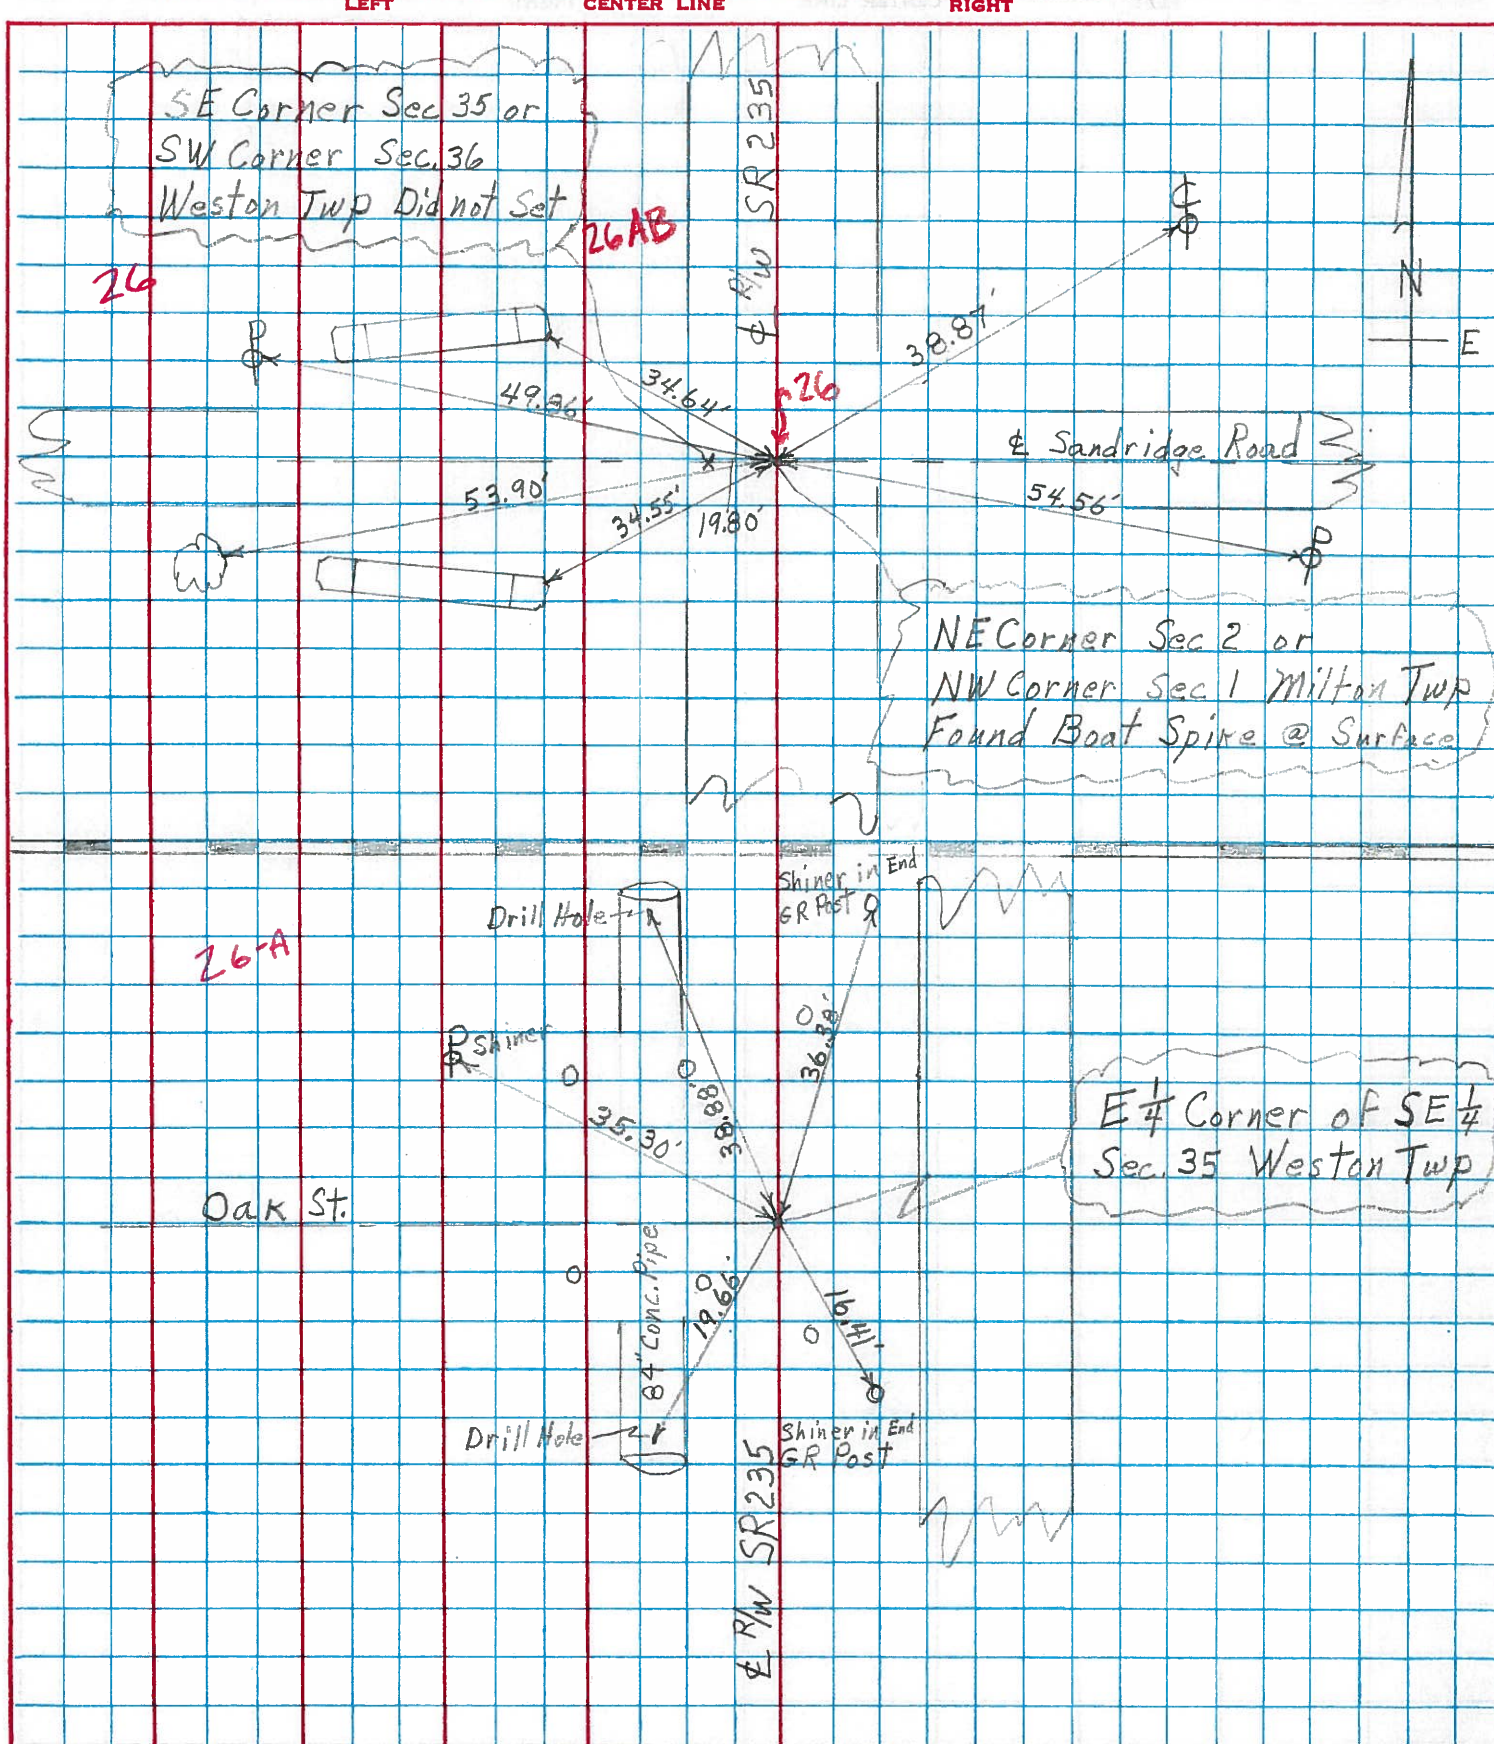 LEFT
CENTER LINE
RIGHT
SE Corner Sec 35 or
SW Corner Sec. 36
Weston Twp Did not Set
26AB
26
℄ R/W SR 235
N
E
P
38.87'
34.64'
26
℄ Sandridge Road
53.90'
34.55'
19.80'
54.56'
P
NE Corner Sec 2 or
NW Corner Sec 1 Milton Twp
Found Boat Spike @ Surface
Shiner in End
GR Post
Drill Hole
26-A
P Shiner
36.38'
38.88'
35.30'
E 1/4 Corner of SE 1/4
Sec. 35 Weston Twp
Oak St.
84" Conc. Pipe
19.66'
16.41'
Drill Hole
Shiner in End
GR Post
℄ R/W SR 235